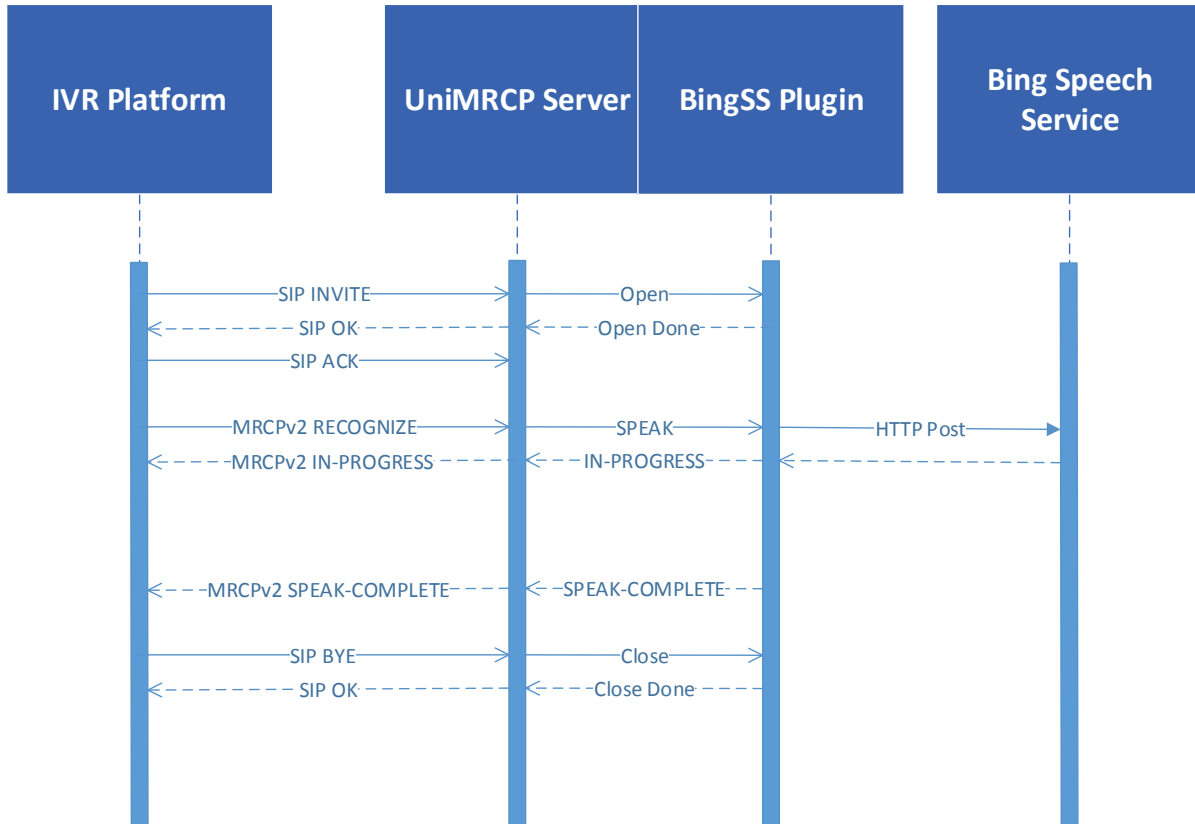 IVR Platform
UniMRCP Server
BingSS Plugin
Bing Speech
Service
SIP INVITE
Open
SIP OK
Open Done
SIP ACK
MRCPv2 RECOGNIZE
SPEAK
HTTP Post
MRCPv2 IN-PROGRESS
IN-PROGRESS
MRCPv2 SPEAK-COMPLETE
SPEAK-COMPLETE
SIP BYE
Close
SIP OK
Close Done